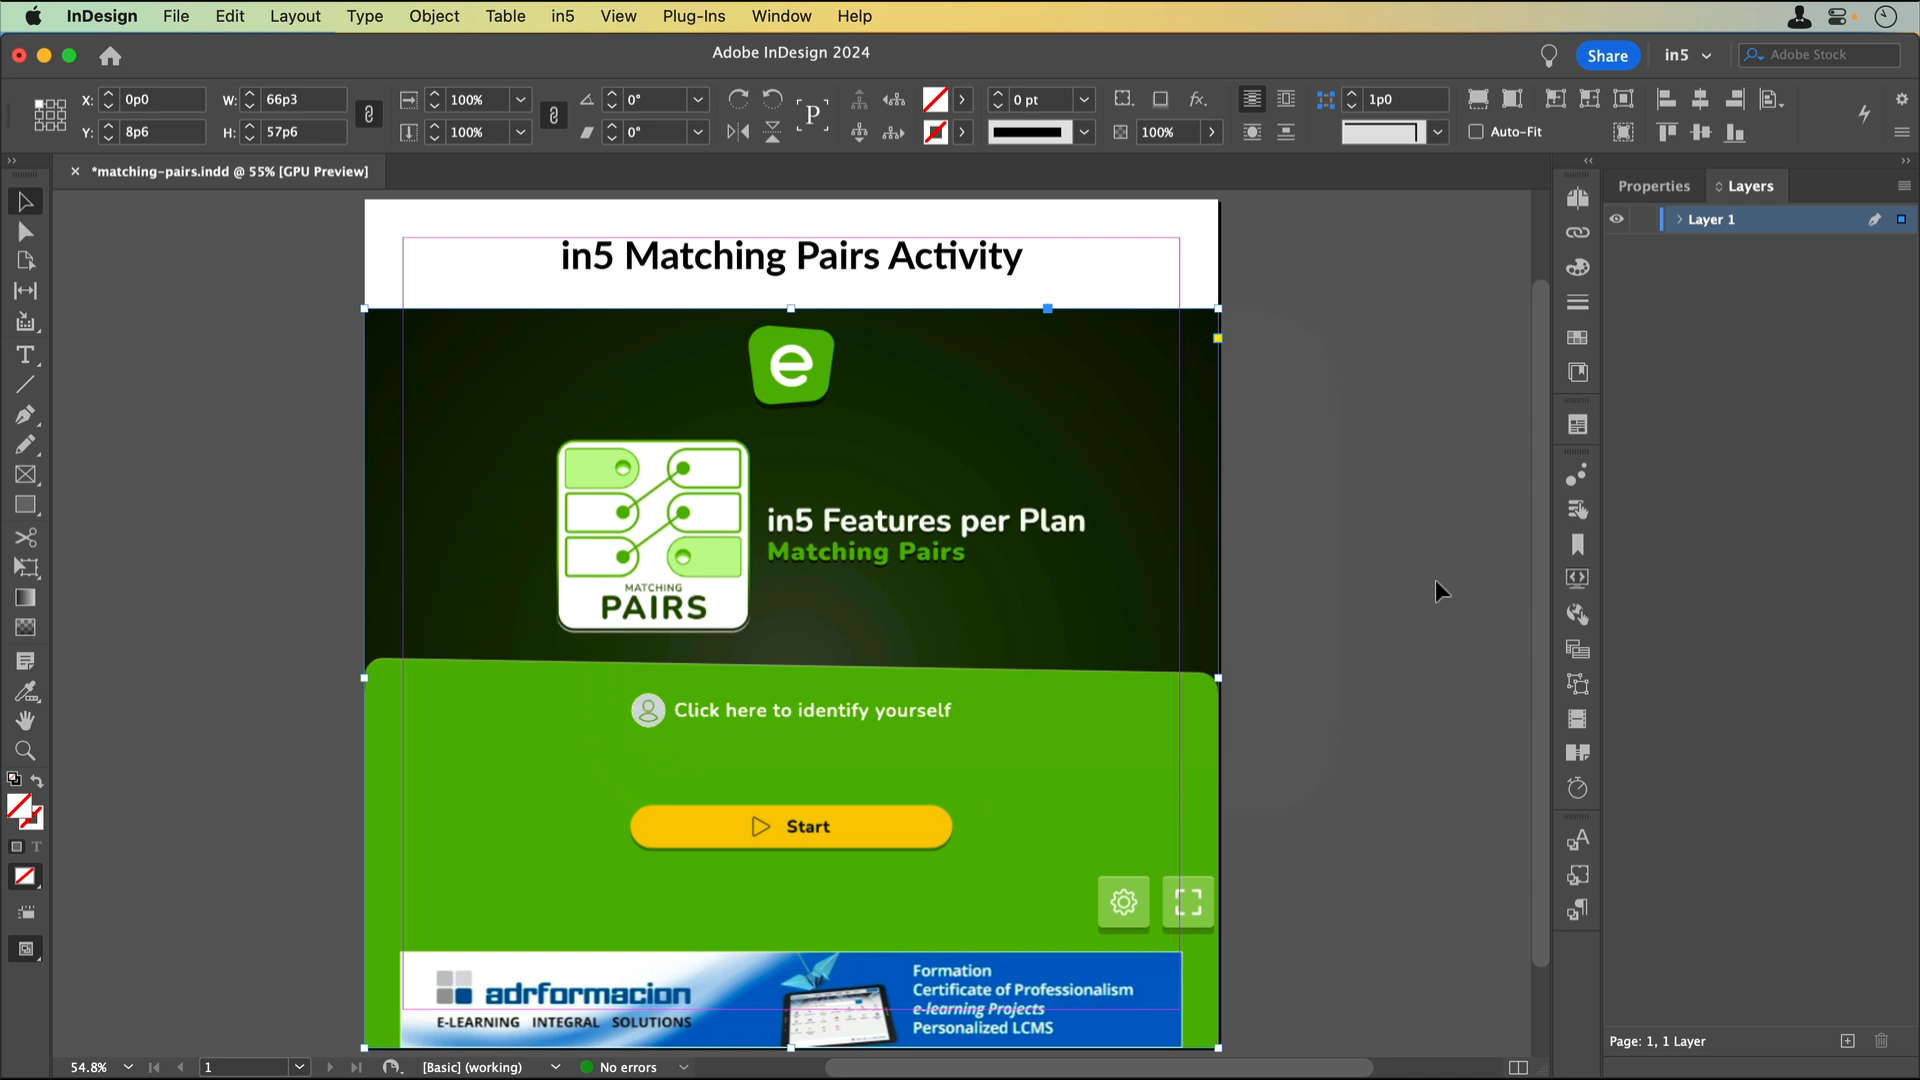 InDesign File Edit Layout Type Object Table in5 View Plug-Ins Window Help
Adobe InDesign 2024
Share
in5
Adobe Stock
X: 0p0 W: 66p3 100% 0° 0 pt 1p0
Y: 8p6 H: 57p6 100% 0° P 100% Auto-Fit
*matching-pairs.indd @ 55% [GPU Preview]
Properties Layers
Layer 1
in5 Matching Pairs Activity
e
in5 Features per Plan
Matching Pairs
MATCHING
PAIRS
Click here to identify yourself
Start
adrformacion
E-LEARNING INTEGRAL SOLUTIONS
Formation
Certificate of Professionalism
e-learning Projects
Personalized LCMS
Page: 1, 1 Layer
54.8% 1 [Basic] (working) No errors